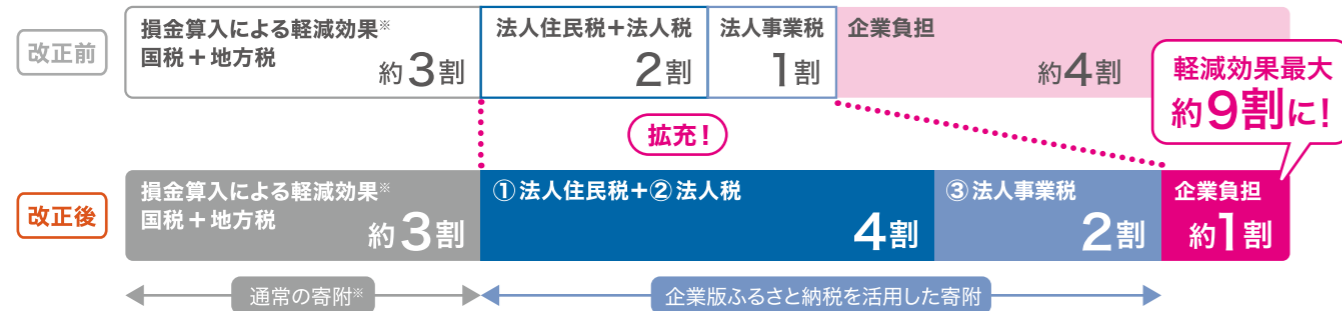 改正前
損金算入による軽減効果※
国税+地方税
約3割
法人住民税+法人税
2割
法人事業税
1割
企業負担
約4割
軽減効果最大
約9割に!
拡充!
改正後
損金算入による軽減効果※
国税+地方税
約3割
①法人住民税+②法人税
4割
③法人事業税
2割
企業負担
約1割
通常の寄附※
企業版ふるさと納税を活用した寄附